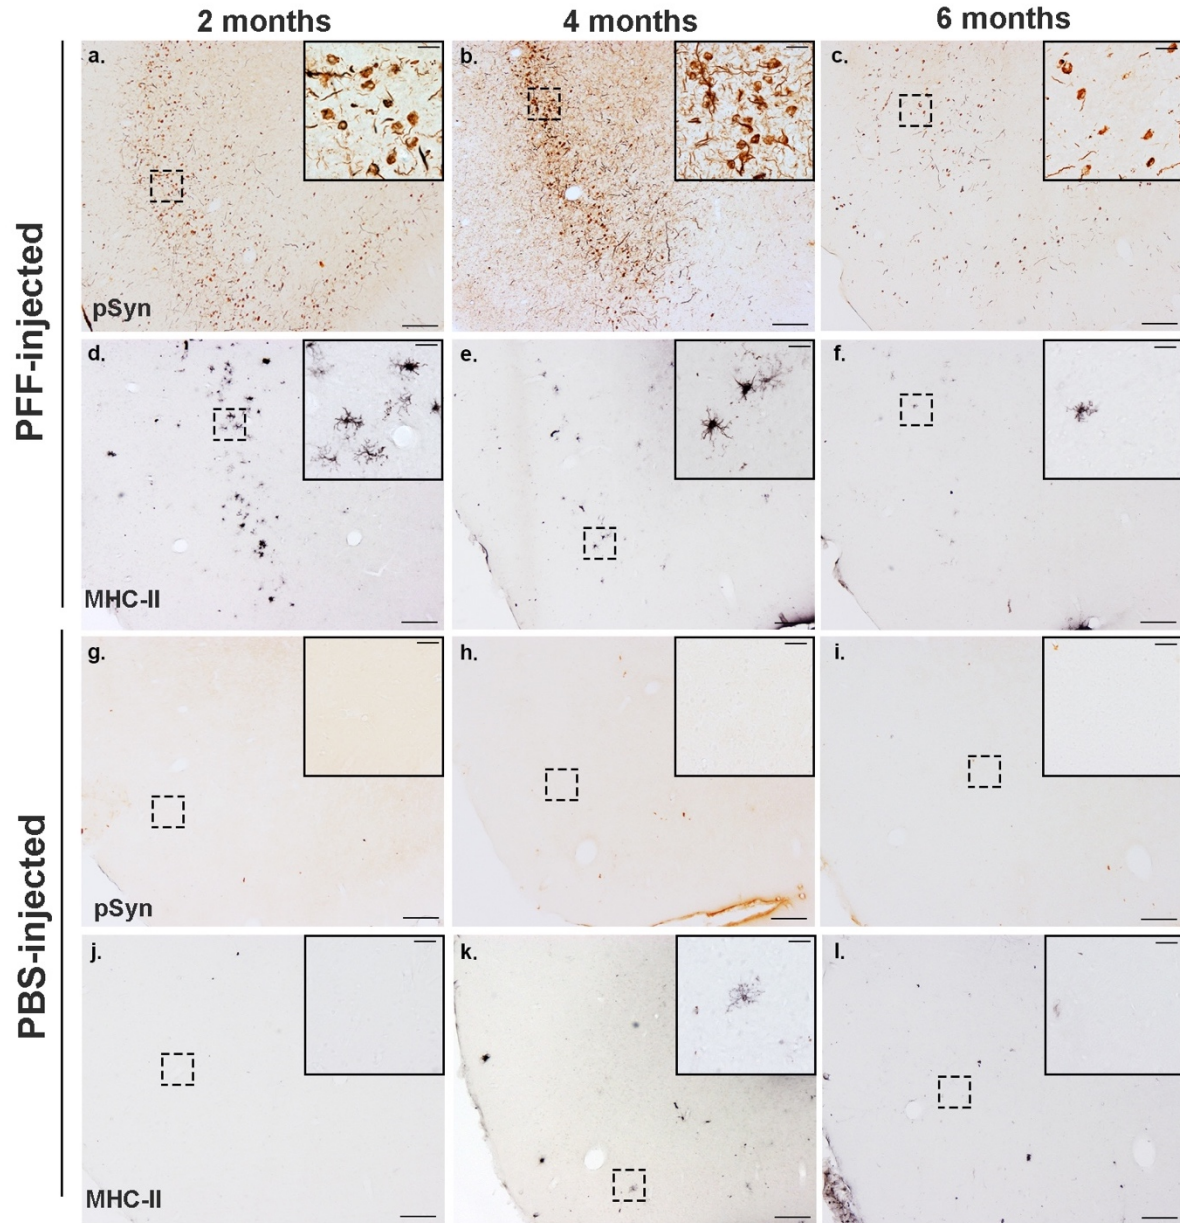 2 months 4 months 6 months
PFF-injected
a. b. c.
pSyn
d. e. f.
MHC-II
PBS-injected
g. h. i.
pSyn
j. k. l.
MHC-II